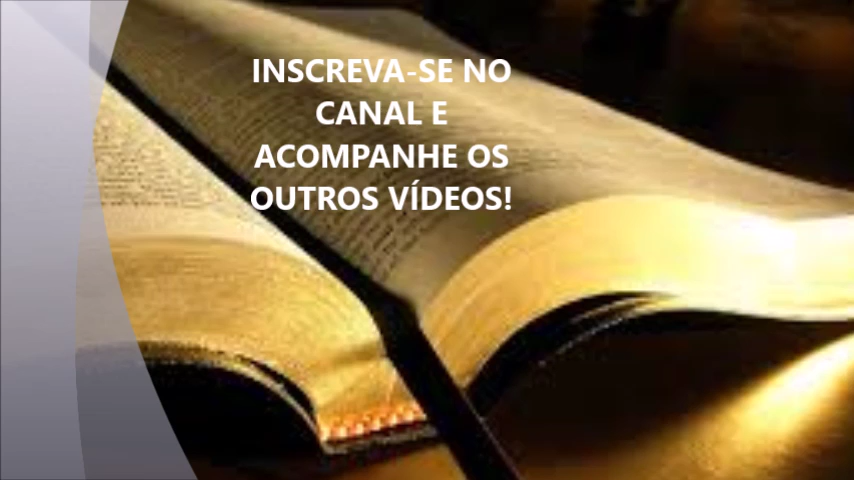 INSCREVA-SE NO
CANAL E
ACOMPANHE OS
OUTROS VÍDEOS!